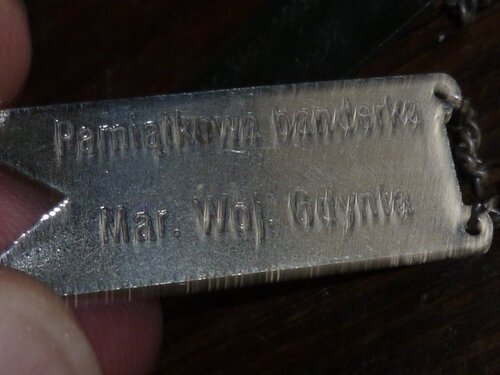 Pamiątkowa banderka
Mar. Woj. Gdynia